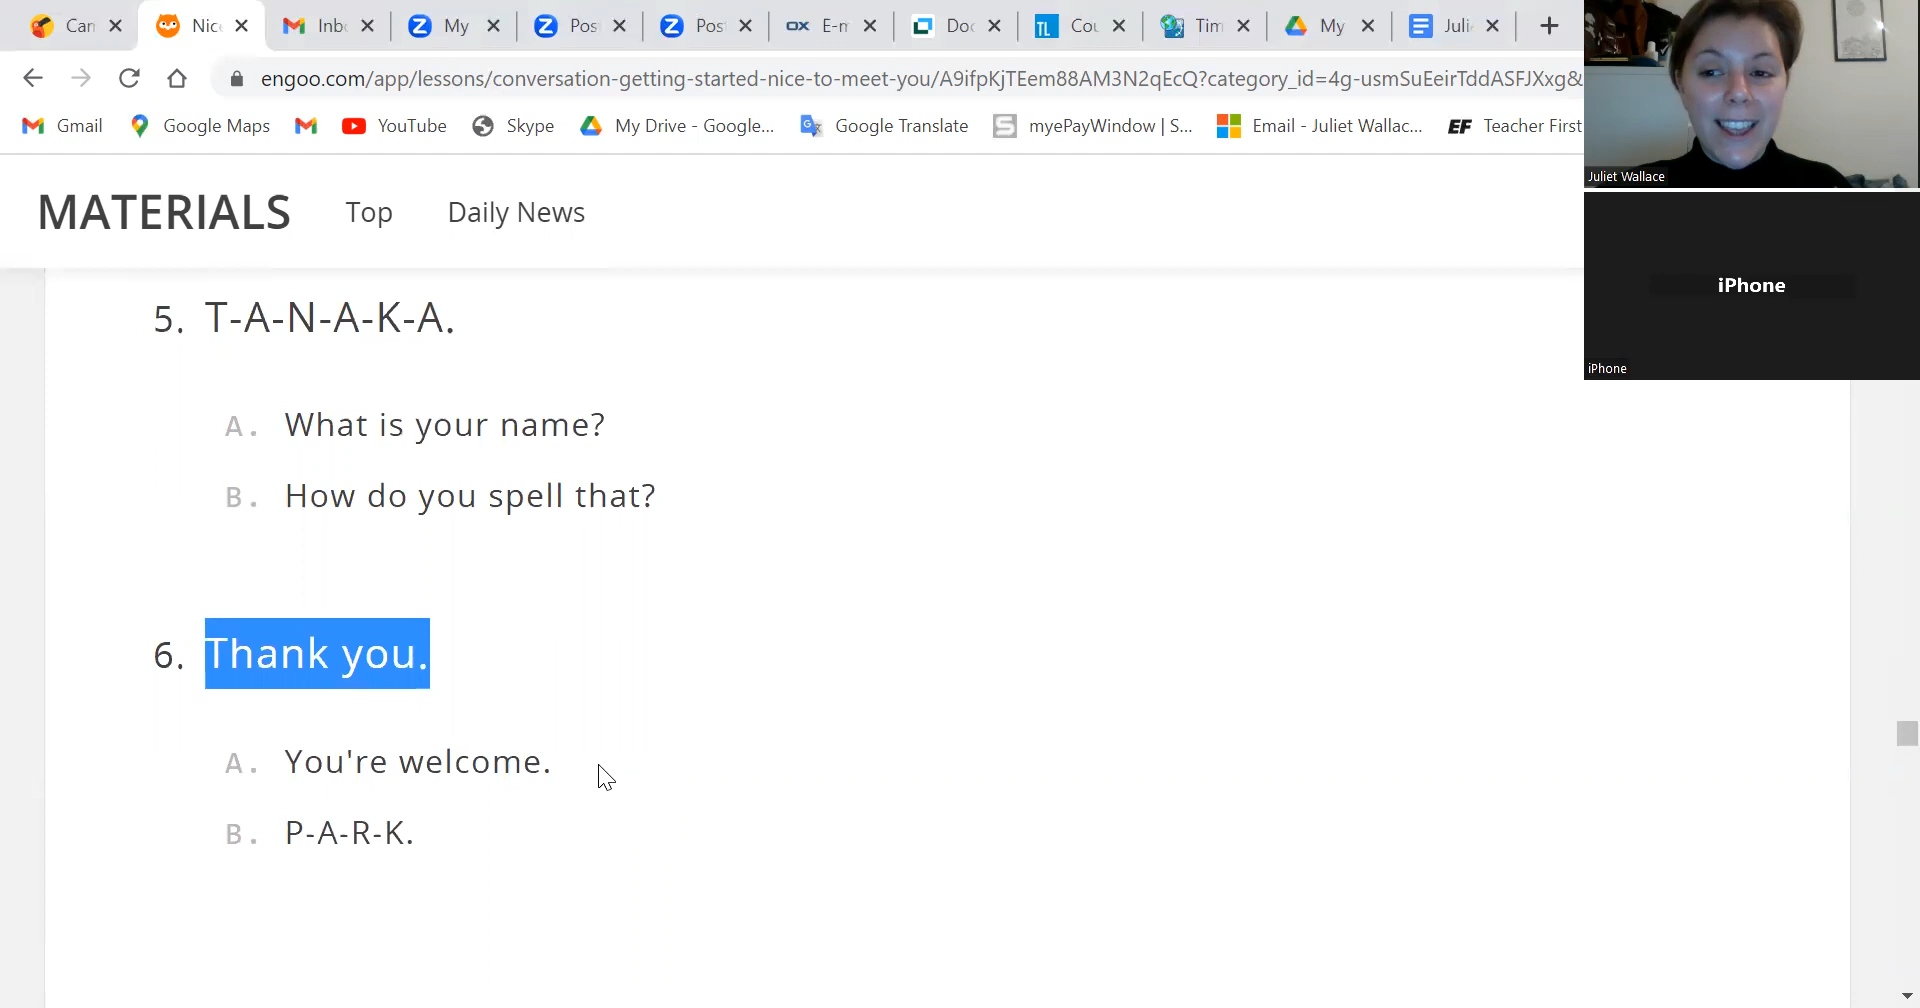 Can
Nice
Inb
My
Pos
Pos
E-m
Doc
Cou
Tim
My
Juli
engoo.com/app/lessons/conversation-getting-started-nice-to-meet-you/A9ifpKjTEem88AM3N2qEcQ?category_id=4g-usmSuEeirTddASFJXxg&
Gmail
Google Maps
YouTube
Skype
My Drive - Google...
Google Translate
myePayWindow | S...
Email - Juliet Wallac...
EF Teacher First
Juliet Wallace
MATERIALS Top Daily News
iPhone
iPhone
5. T-A-N-A-K-A.
A. What is your name?
B. How do you spell that?
6. Thank you.
A. You're welcome.
B. P-A-R-K.